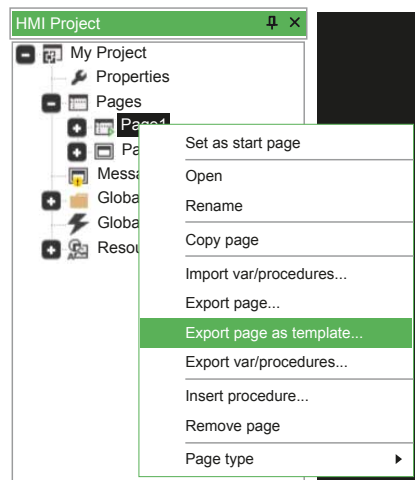 HMI Project
My Project
Properties
Pages
Page1
Set as start page
Open
Rename
Copy page
Import var/procedures...
Export page...
Export page as template...
Export var/procedures...
Insert procedure...
Remove page
Page type